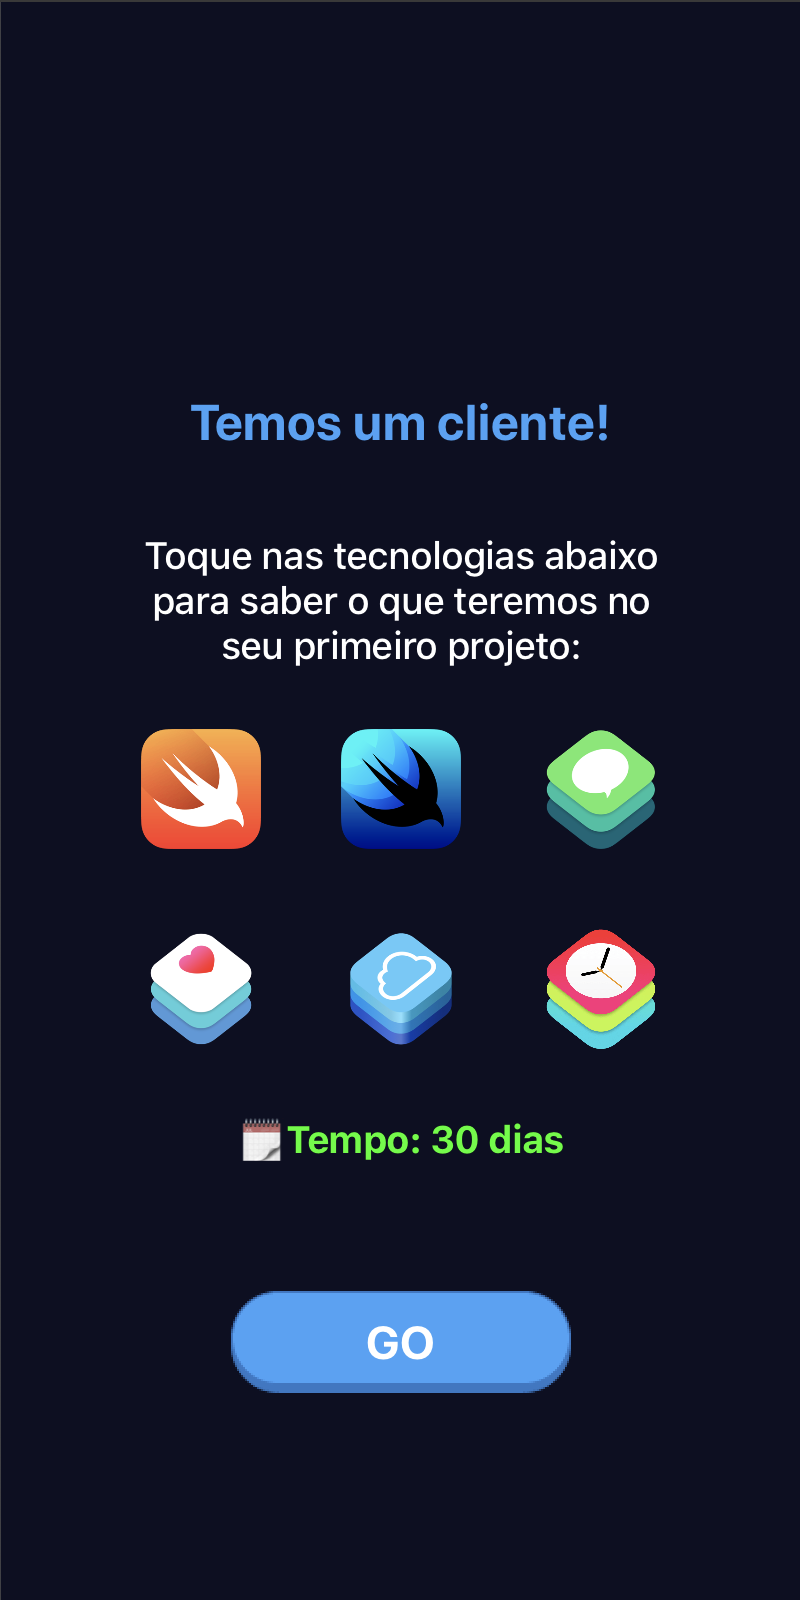 Temos um cliente!
Toque nas tecnologias abaixo
para saber o que teremos no
seu primeiro projeto:
Tempo: 30 dias
GO